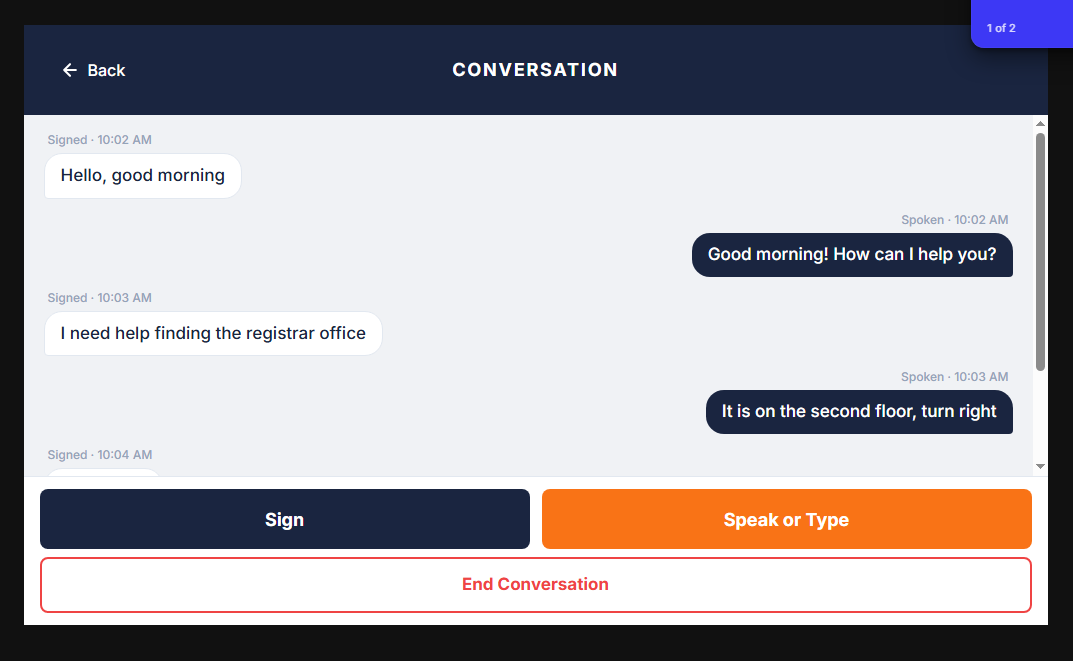 1 of 2
Back
CONVERSATION
Signed · 10:02 AM
Hello, good morning
Spoken · 10:02 AM
Good morning! How can I help you?
Signed · 10:03 AM
I need help finding the registrar office
Spoken · 10:03 AM
It is on the second floor, turn right
Signed · 10:04 AM
Sign
Speak or Type
End Conversation